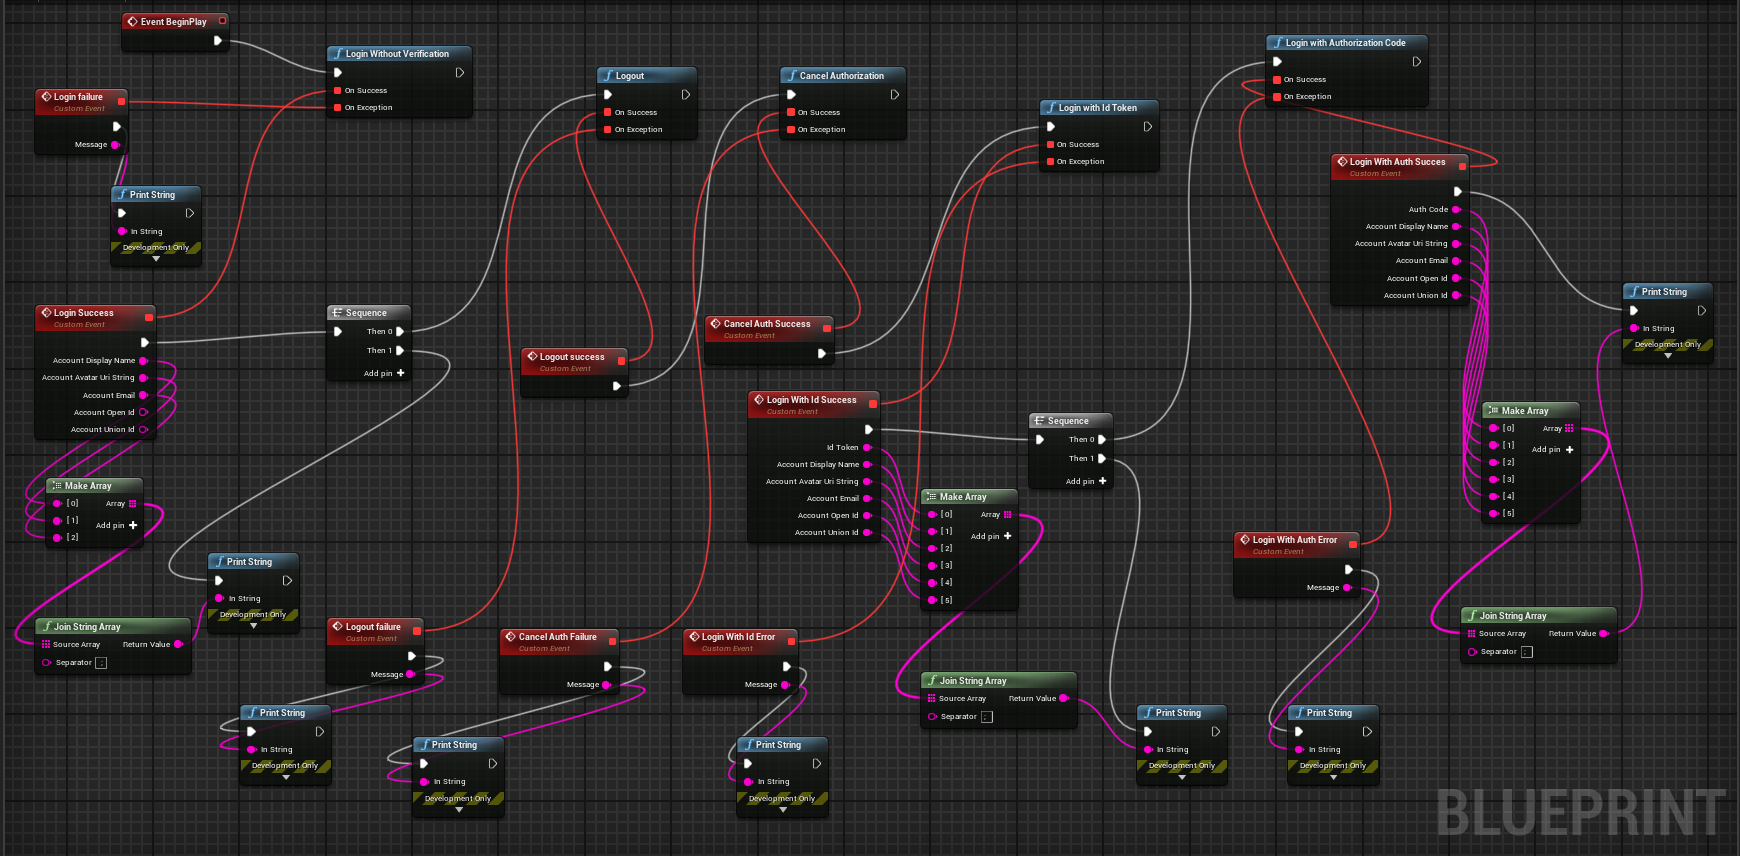 Event BeginPlay
Login Without Verification
On Success
On Exception
Login failure
Custom Event
Message
Print String
In String
Development Only
Login Success
Custom Event
Account Display Name
Account Avatar Uri String
Account Email
Account Open Id
Account Union Id
Sequence
Then 0
Then 1
Add pin
Make Array
[0] Array
[1] Add pin
[2]
Join String Array
Source Array Return Value
Separator
Print String
In String
Development Only
Logout
On Success
On Exception
Logout success
Custom Event
Logout failure
Custom Event
Message
Print String
In String
Development Only
Cancel Authorization
On Success
On Exception
Cancel Auth Success
Custom Event
Cancel Auth Failure
Custom Event
Message
Print String
In String
Development Only
Login with Id Token
On Success
On Exception
Login With Id Success
Custom Event
Id Token
Account Display Name
Account Avatar Uri String
Account Email
Account Open Id
Account Union Id
Make Array
[0] Array
[1] Add pin
[2]
[3]
[4]
[5]
Sequence
Then 0
Then 1
Add pin
Login With Id Error
Custom Event
Message
Print String
In String
Development Only
Join String Array
Source Array Return Value
Separator
Print String
In String
Development Only
Login with Authorization Code
On Success
On Exception
Login With Auth Succes
Custom Event
Auth Code
Account Display Name
Account Avatar Uri String
Account Email
Account Open Id
Account Union Id
Print String
In String
Development Only
Make Array
[0] Array
[1] Add pin
[2]
[3]
[4]
[5]
Login With Auth Error
Custom Event
Message
Print String
In String
Development Only
Join String Array
Source Array Return Value
Separator
BLUEPRINT